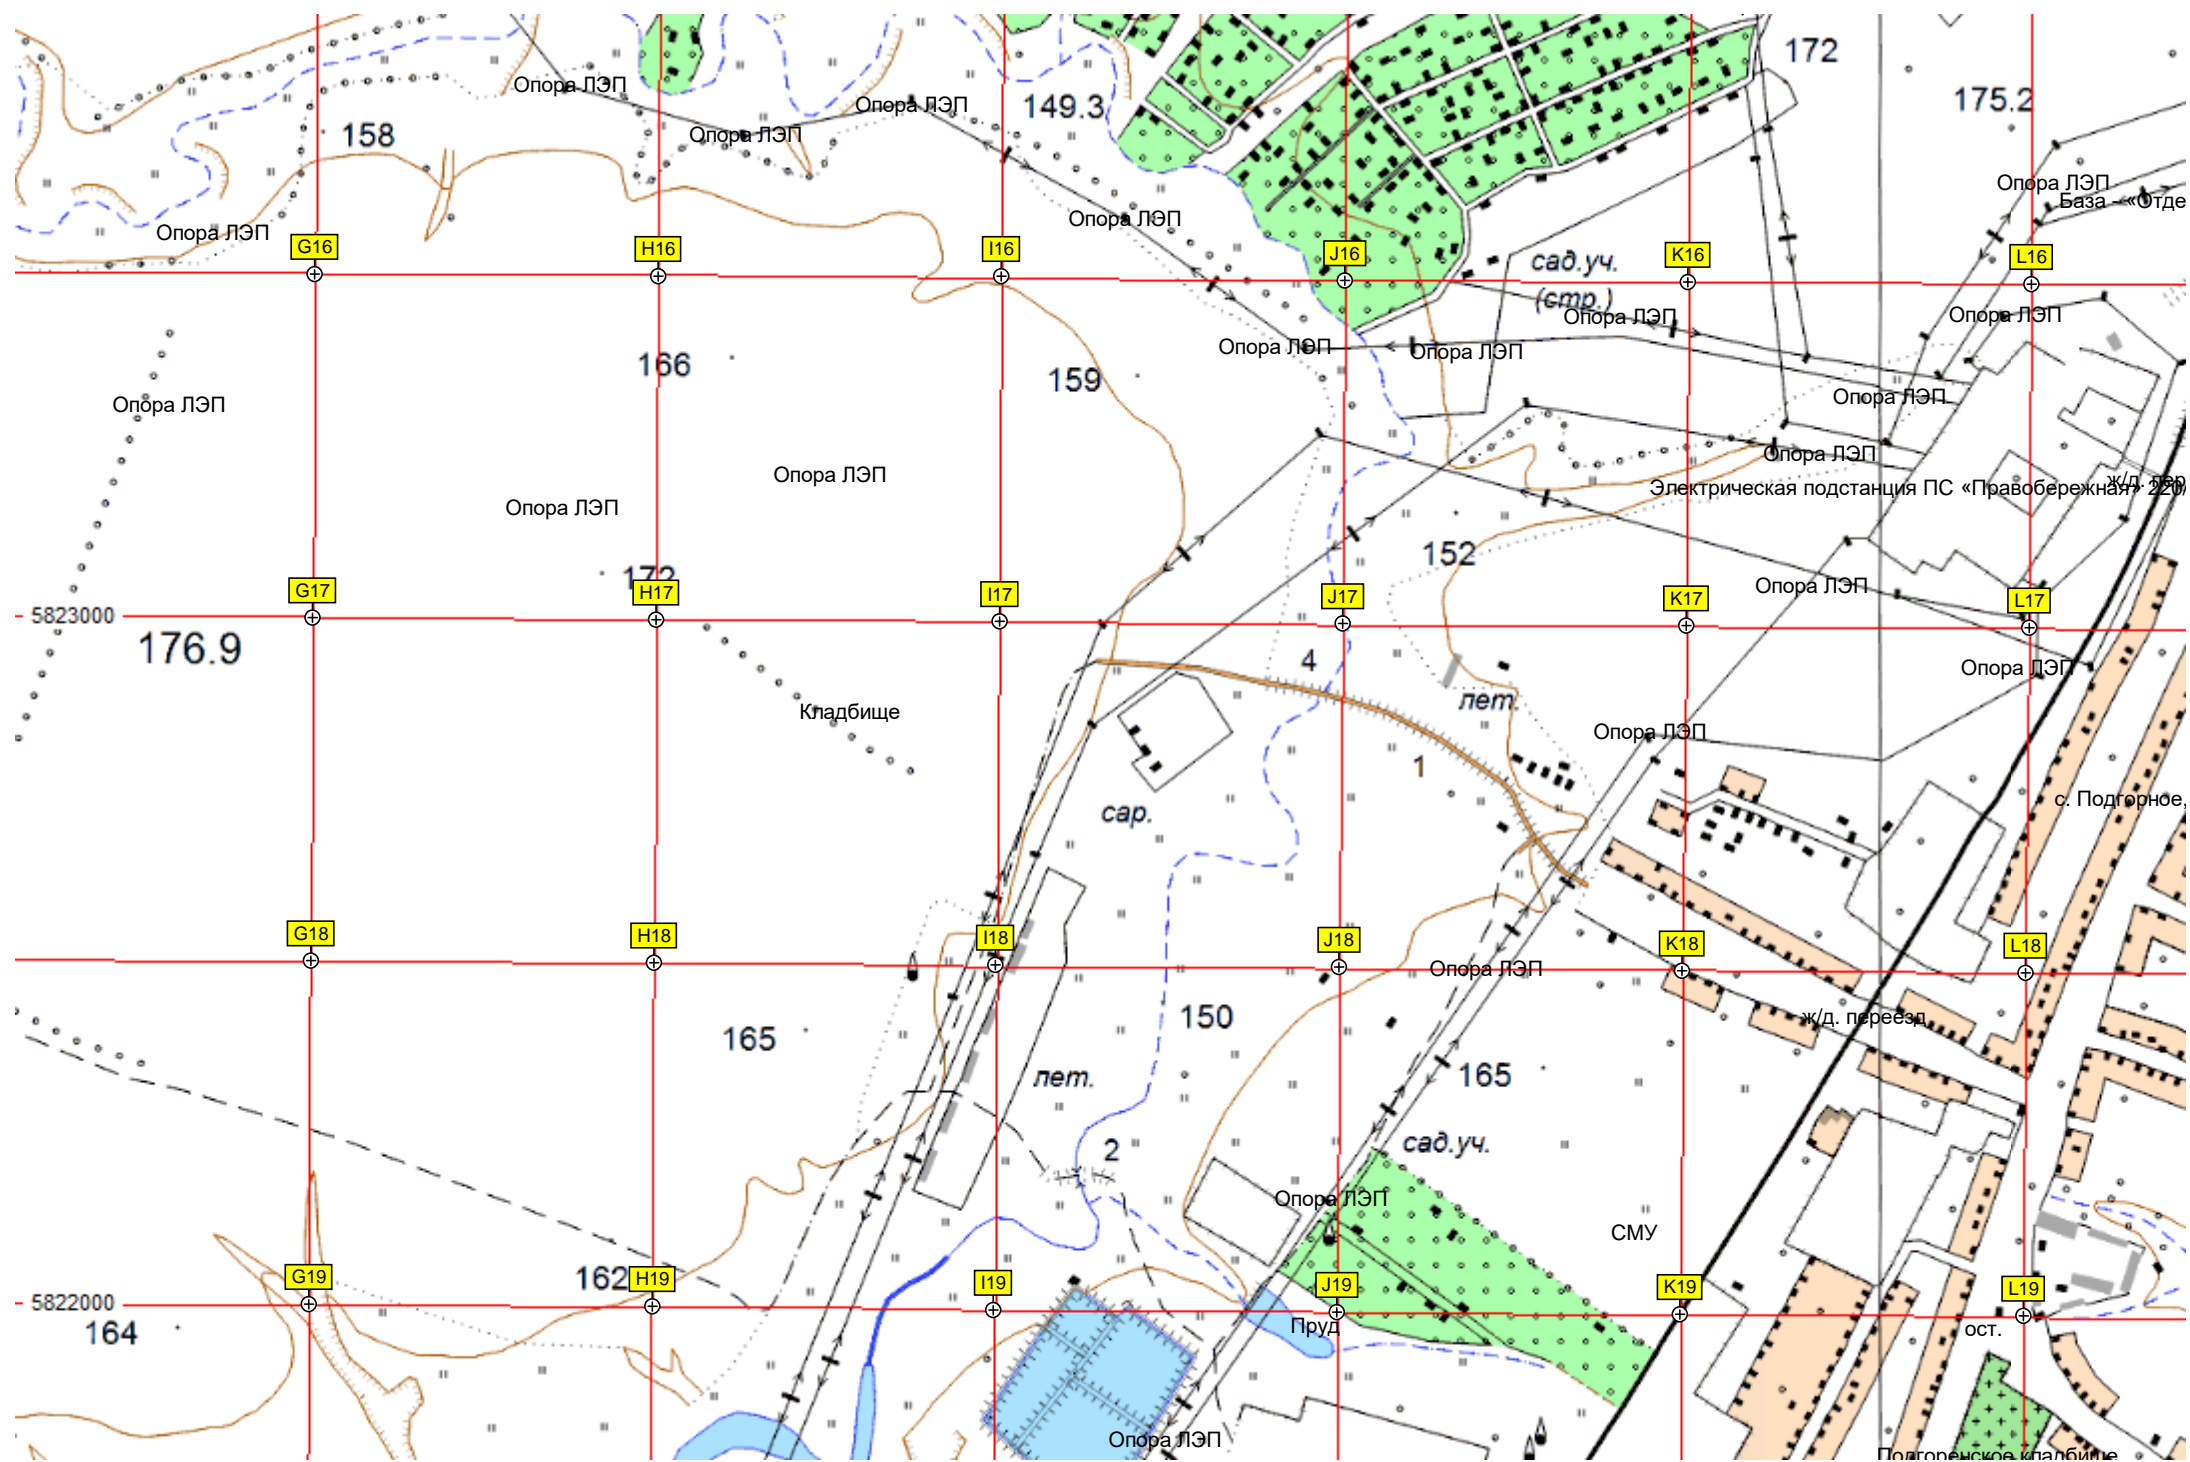 172
175.2
Опора ЛЭП
Опора ЛЭП
149.3
158
Опора ЛЭП
Опора ЛЭП
База - «Отде
Опора ЛЭП
Опора ЛЭП
G16
H16
I16
J16
K16
L16
сад.уч.
(стр.)
Опора ЛЭП
Опора ЛЭП
Опора ЛЭП
Опора ЛЭП
166
159
Опора ЛЭП
Опора ЛЭП
Опора ЛЭП
Опора ЛЭП
Электрическая подстанция ПС «Правобережная» 220/
ж/д. пер
Опора ЛЭП
152
172
Опора ЛЭП
G17
H17
I17
J17
K17
L17
5823000
176.9
4
Опора ЛЭП
лет.
Кладбище
Опора ЛЭП
1
с. Подгорное,
сар.
G18
H18
I18
J18
K18
L18
Опора ЛЭП
150
ж/д. переезд
165
лет.
165
2
сад.уч.
Опора ЛЭП
СМУ
162
G19
H19
I19
J19
K19
L19
5822000
164
Пруд
ост.
Опора ЛЭП
Подгоренское кладбище